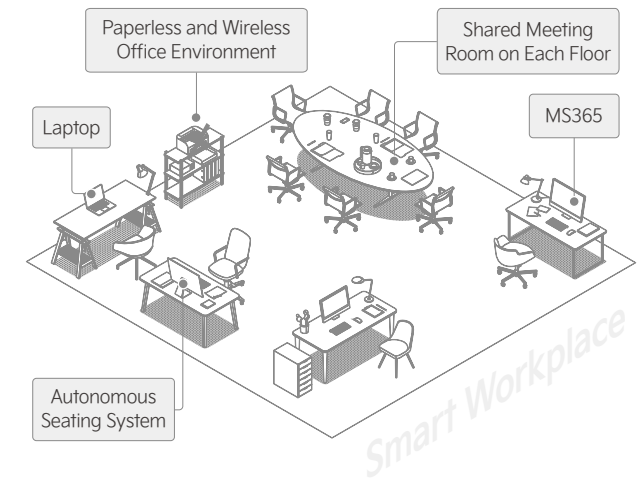 Paperless and Wireless
Office Environment
Shared Meeting
Room on Each Floor
Laptop
MS365
Autonomous
Seating System
Smart Workplace